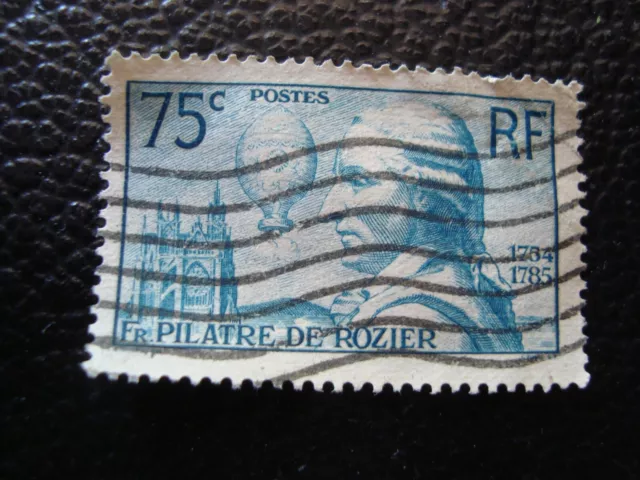 75c POSTES RF
1754
1785
Fr. PILATRE DE ROZIER